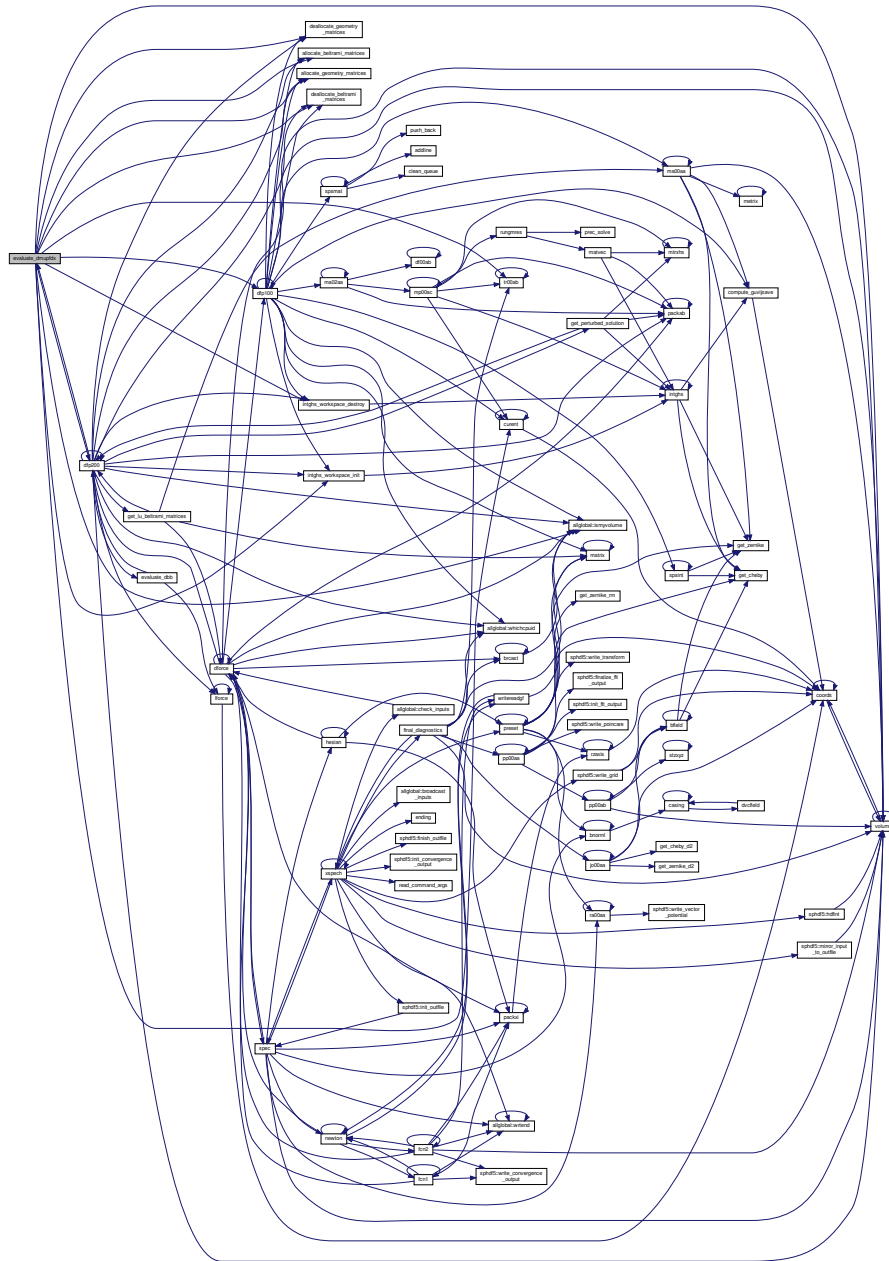 deallocate_geometry
_matrices
allocate_beltrami_matrices
allocate_geometry_matrices
deallocate_beltrami
_matrices
push_back
addline
clean_queue
spsmat
ma00aa
metrix
rungmres
prec_solve
matvec
mtrxhs
evaluate_dmupfdx
df00ab
dfp100
ma02aa
mp00ac
tr00ab
compute_guvijsave
packab
get_perturbed_solution
intghs
intghs_workspace_destroy
curent
dfp200
intghs_workspace_init
get_lu_beltrami_matrices
allglobal::ismyvolume
matrix
get_zernike
evaluate_dbb
spsint
get_cheby
get_zernike_rm
allglobal::whichcpuid
brcast
sphdf5::write_transform
dforce
sphdf5::finalize_flt
_output
lforce
writereadgf
coords
sphdf5::init_flt_output
allglobal::check_inputs
sphdf5::write_poincare
bfield
final_diagnostics
preset
hesian
rzaxis
stzxyz
pp00aa
sphdf5::write_grid
allglobal::broadcast
_inputs
pp00ab
casing
dvcfield
ending
volume
sphdf5::finish_outfile
bnorml
get_cheby_d2
sphdf5::init_convergence
_output
jo00aa
get_zernike_d2
xspech
read_command_args
ra00aa
sphdf5::write_vector
_potential
sphdf5::hdfint
sphdf5::mirror_input
_to_outfile
sphdf5::init_outfile
packxi
spec
allglobal::wrtend
newton
fcn2
fcn1
sphdf5::write_convergence
_output